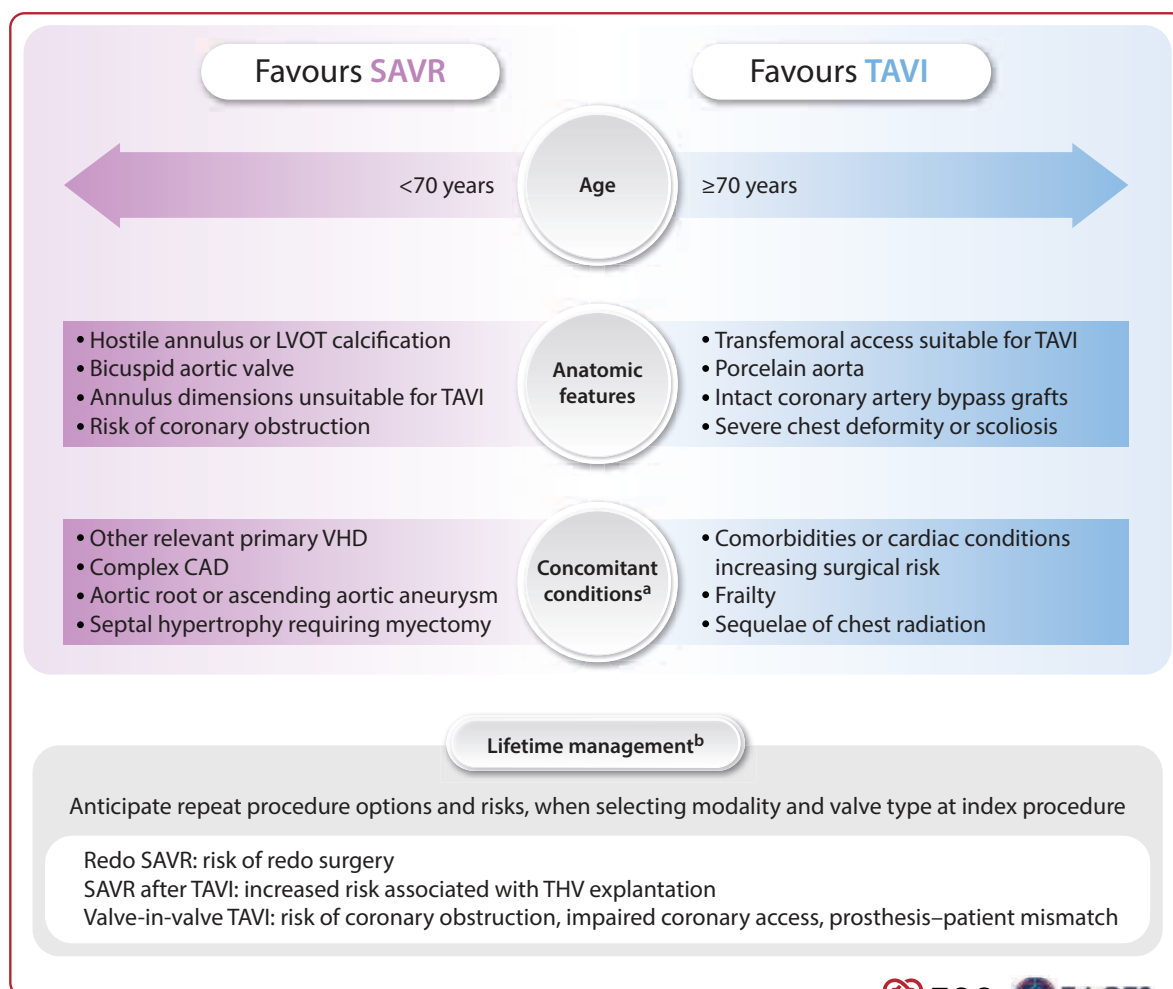 Favours SAVR
Favours TAVI
<70 years
Age
≥70 years
• Hostile annulus or LVOT calcification
• Bicuspid aortic valve
• Annulus dimensions unsuitable for TAVI
• Risk of coronary obstruction
Anatomic
features
• Transfemoral access suitable for TAVI
• Porcelain aorta
• Intact coronary artery bypass grafts
• Severe chest deformity or scoliosis
• Other relevant primary VHD
• Complex CAD
• Aortic root or ascending aortic aneurysm
• Septal hypertrophy requiring myectomy
Concomitant
conditionsᵃ
• Comorbidities or cardiac conditions
increasing surgical risk
• Frailty
• Sequelae of chest radiation
Lifetime managementᵇ
Anticipate repeat procedure options and risks, when selecting modality and valve type at index procedure
Redo SAVR: risk of redo surgery
SAVR after TAVI: increased risk associated with THV explantation
Valve-in-valve TAVI: risk of coronary obstruction, impaired coronary access, prosthesis–patient mismatch